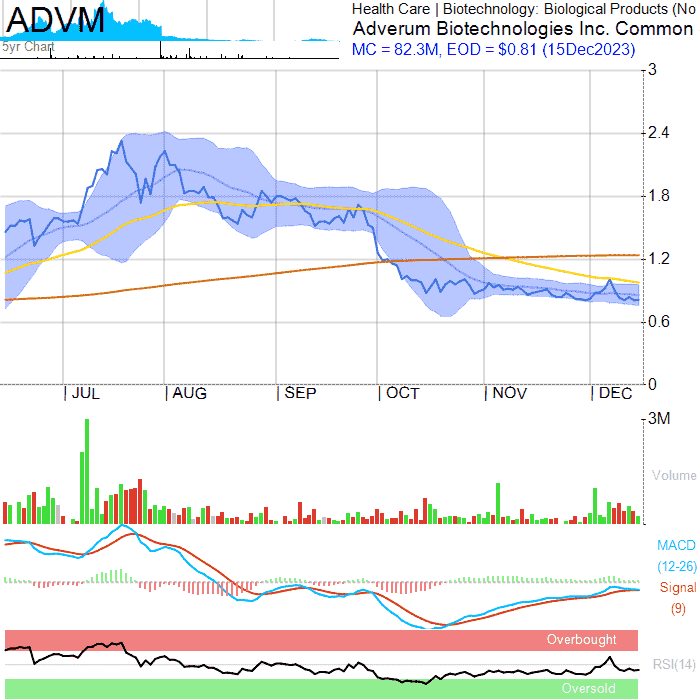 ADVM
Health Care | Biotechnology: Biological Products (No
Adverum Biotechnologies Inc. Common
MC = 82.3M, EOD = $0.81 (15Dec2023)
5yr Chart
3
2.4
1.8
1.2
0.6
0
JUL AUG SEP OCT NOV DEC
3M
Volume
MACD
(12-26)
Signal
(9)
Overbought
RSI(14)
Oversold